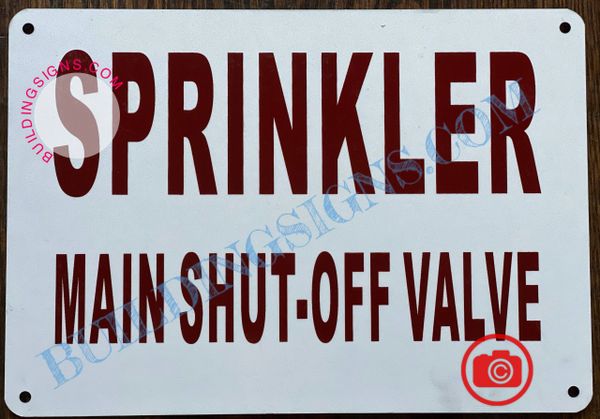 SPRINKLER
MAIN SHUT-OFF VALVE
BUILDINGSIGNS.COM
BUILDINGSIGNS.COM
©